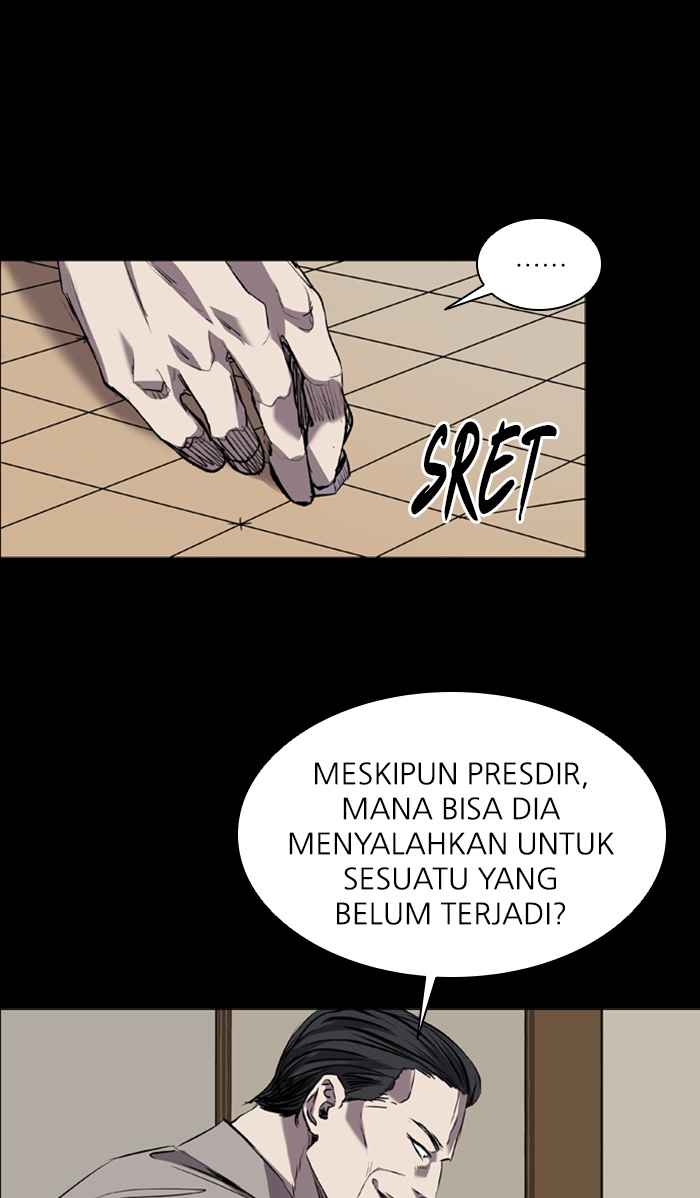 ......
SRET
MESKIPUN PRESDIR,
MANA BISA DIA
MENYALAHKAN UNTUK
SESUATU YANG
BELUM TERJADI?